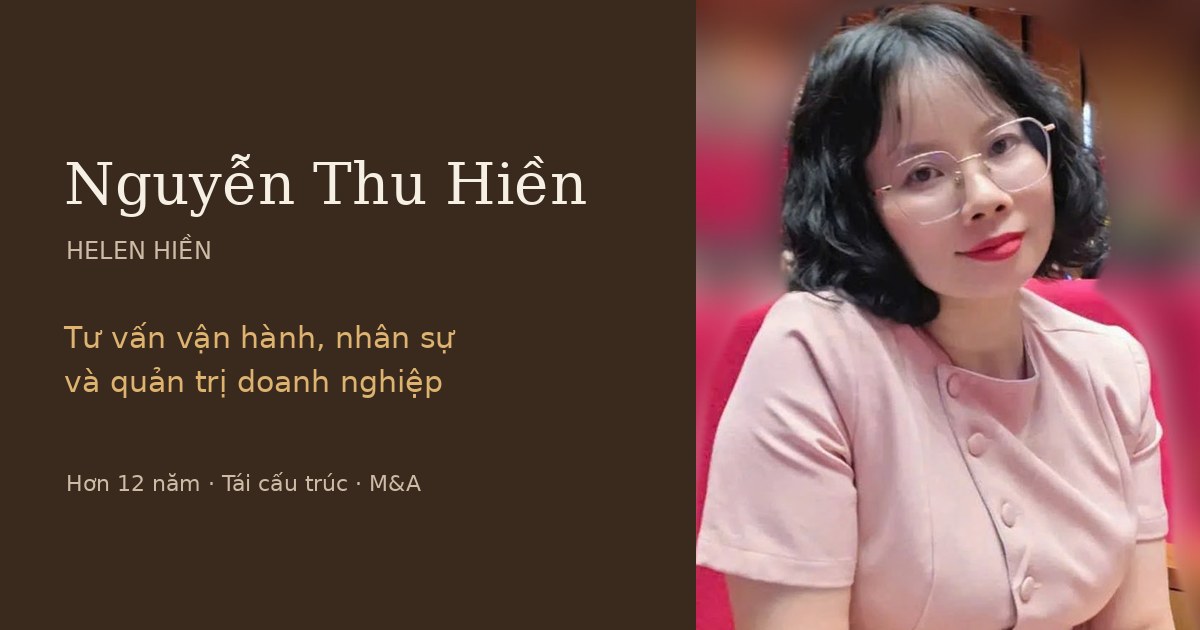 Nguyễn Thu Hiền
HELEN HIỀN
Tư vấn vận hành, nhân sự
và quản trị doanh nghiệp
Hơn 12 năm · Tái cấu trúc · M&A